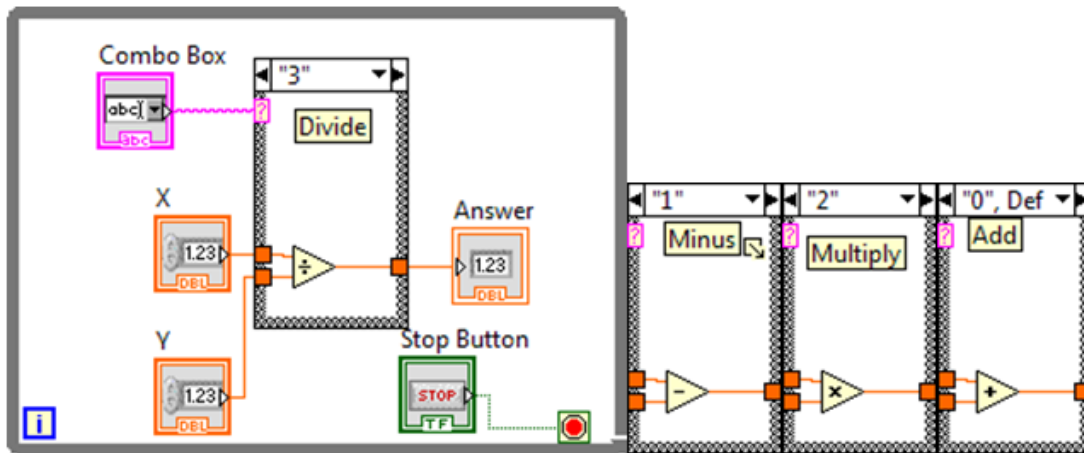 Combo Box
"3"
abc
abc
Divide
X
1.23
DBL
Answer
1.23
DBL
÷
Y
1.23
DBL
Stop Button
STOP
TF
i
"1"
"2"
"0", Def
?
?
?
?
Minus
Multiply
Add
-
×
+